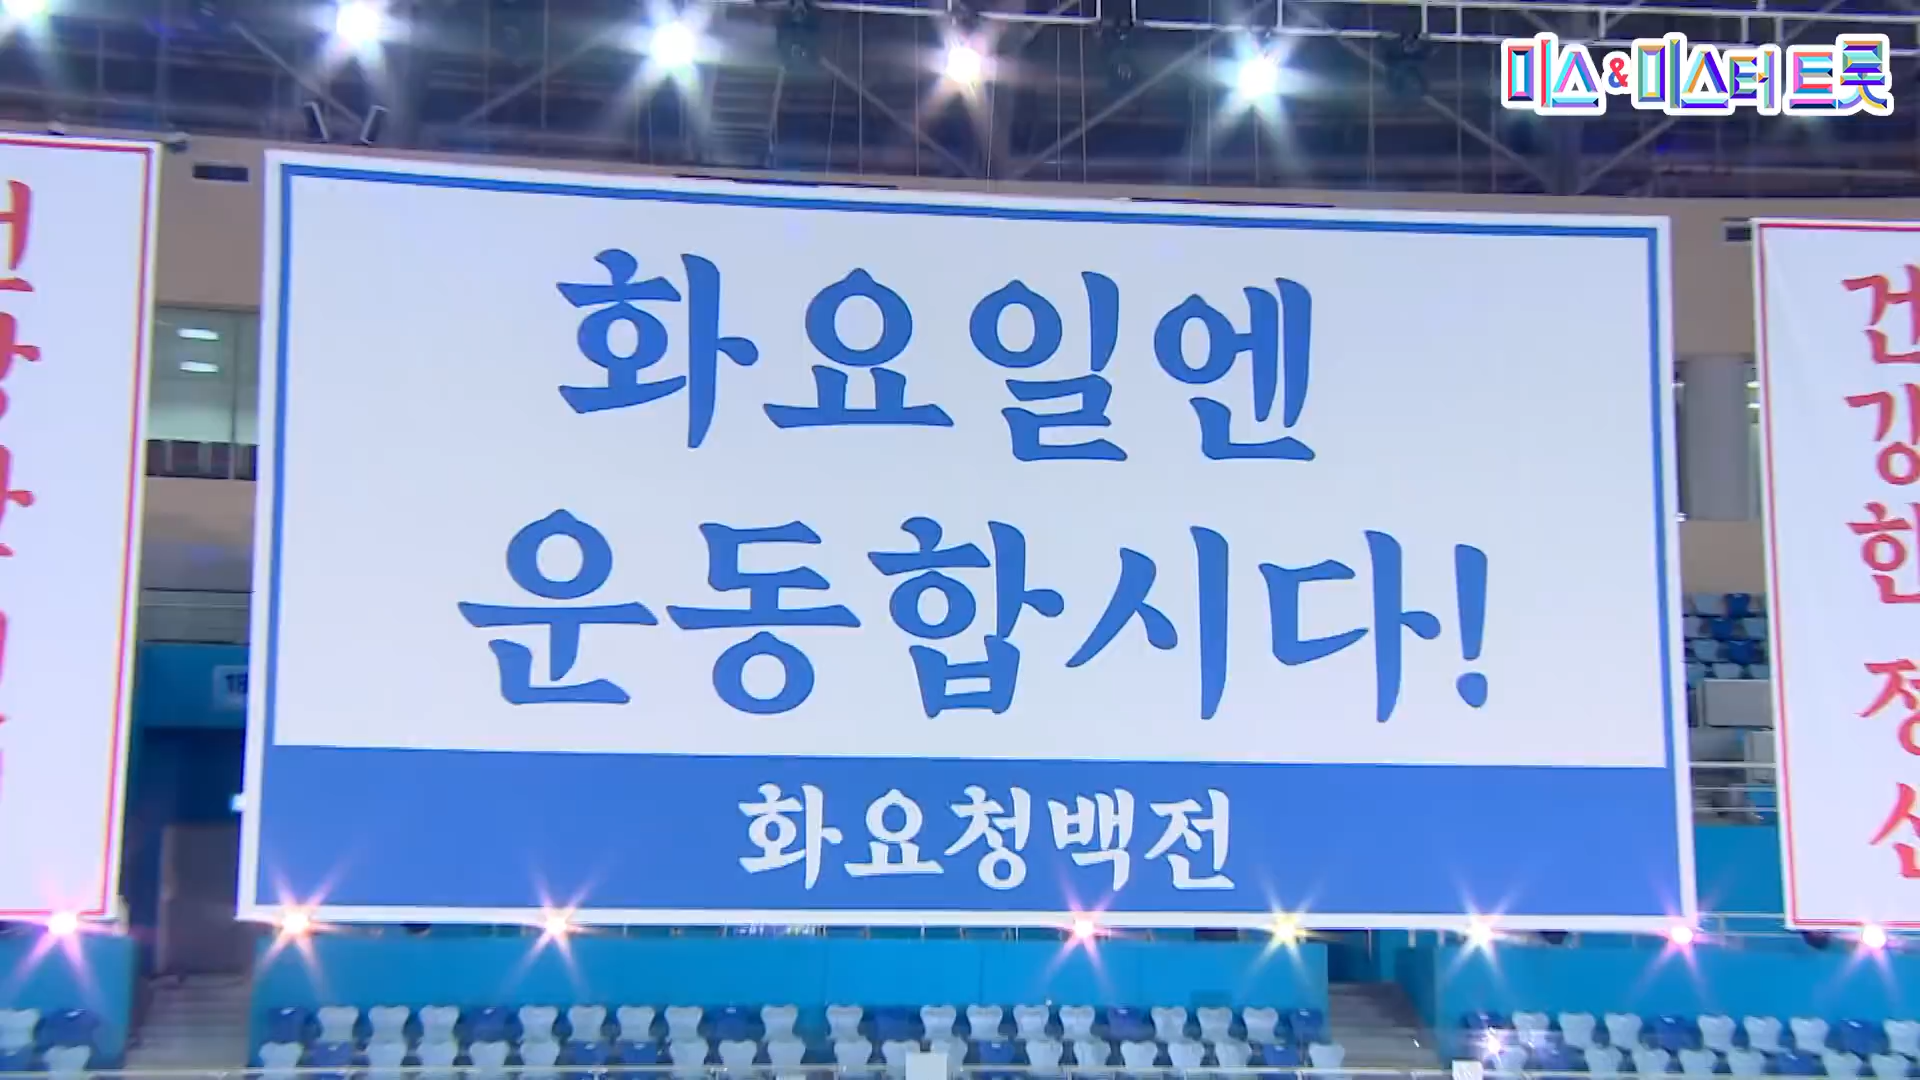 미스&미스터트롯
화요일엔
운동합시다!
화요청백전
건강한 정신